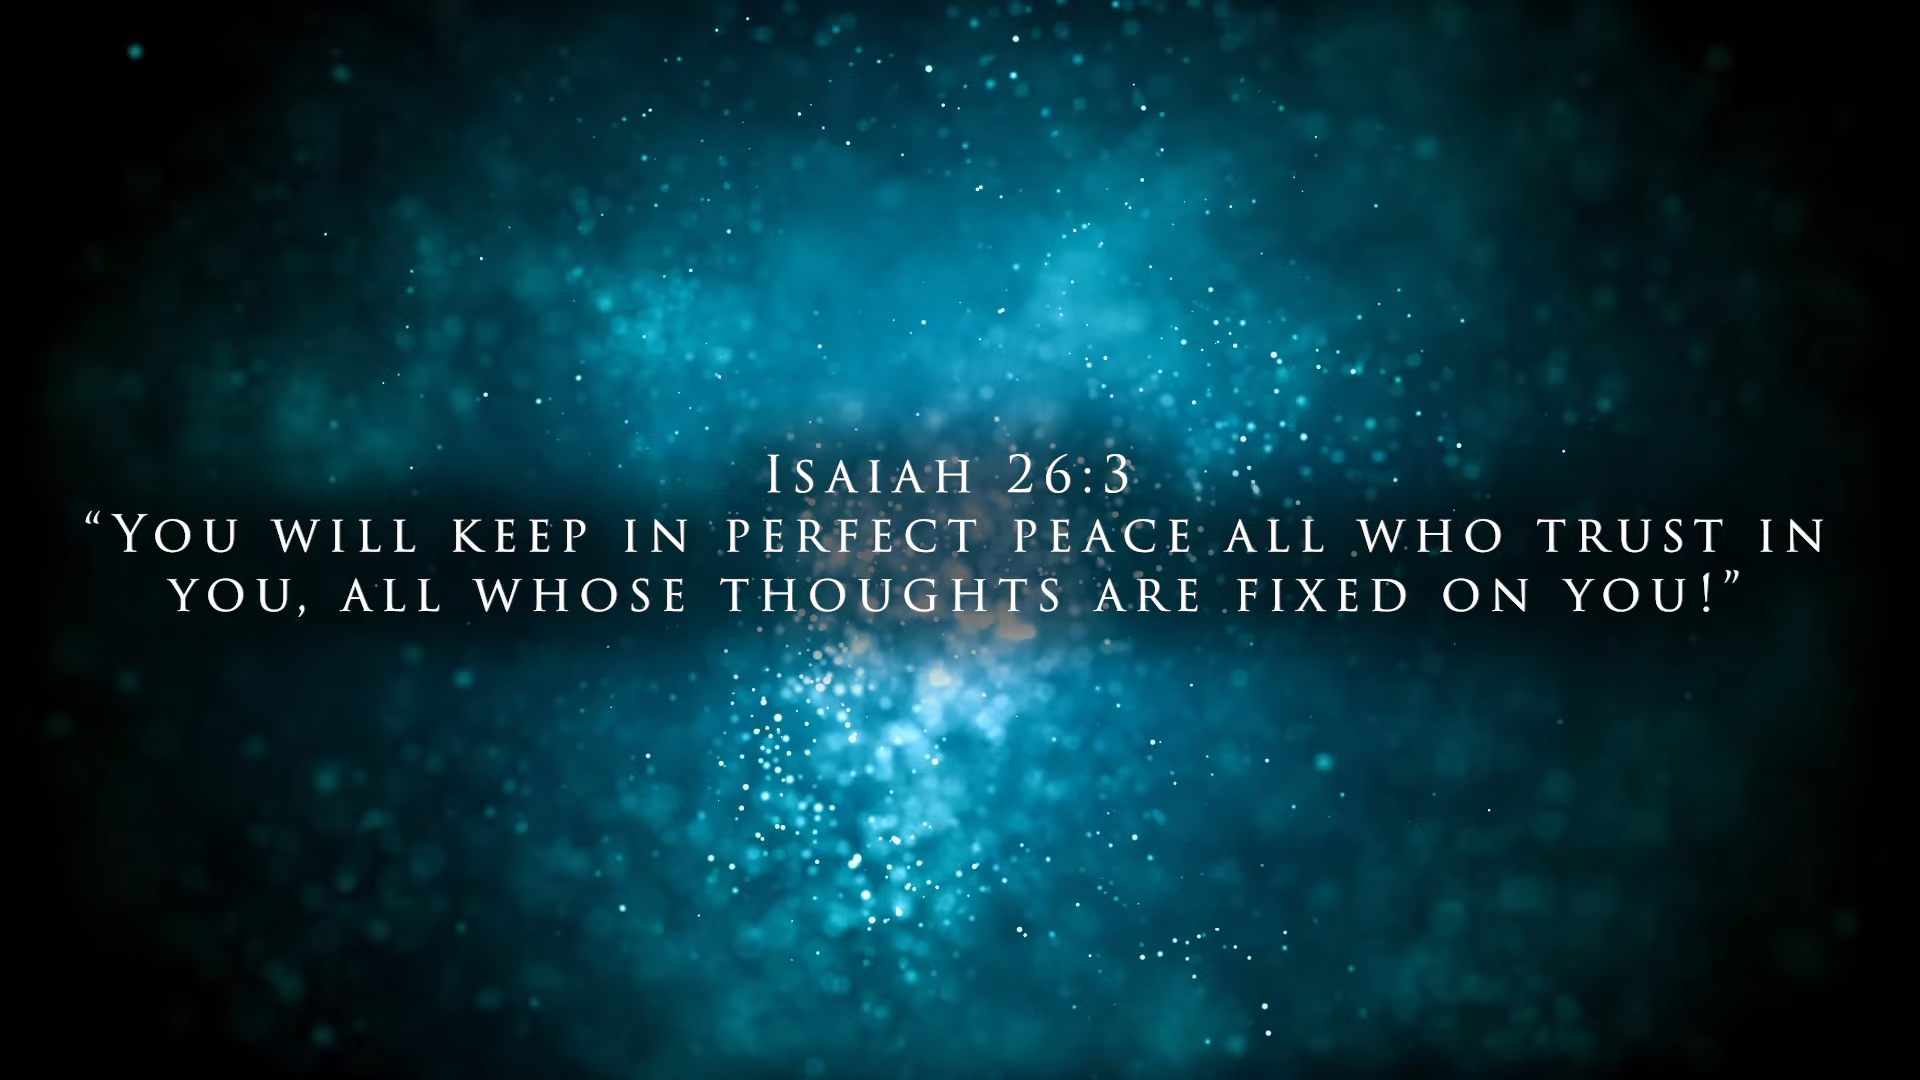 Isaiah 26:3
“You will keep in perfect peace all who trust in
you, all whose thoughts are fixed on you!”